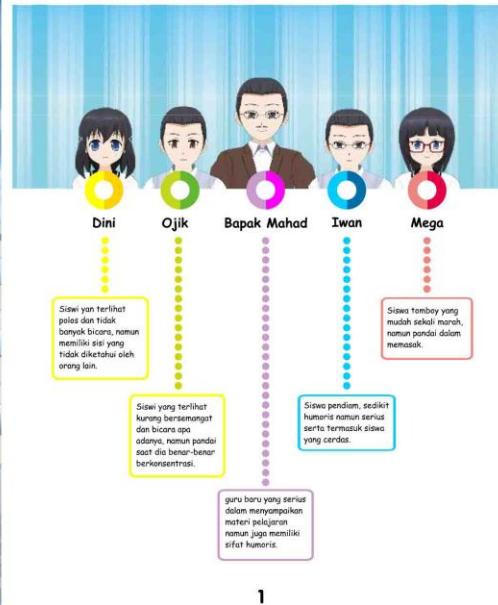 Dini
Ojik
Bapak Mahad
Iwan
Mega
Siswi yan terlihat
polos dan tidak
banyak bicara, namun
memiliki sisi yang
tidak diketahui oleh
orang lain.
Siswi yang terlihat
kurang bersemangat
dan bicara apa
adanya, namun pandai
saat dia benar-benar
berkonsentrasi.
guru baru yang serius
dalam menyampaikan
materi pelajaran
namun juga memiliki
sifat humoris.
Siswa pendiam, sedikit
humoris namun serius
serta termasuk siswa
yang cerdas.
Siswa tomboy yang
mudah sekali marah,
namun pandai dalam
memasak.
1